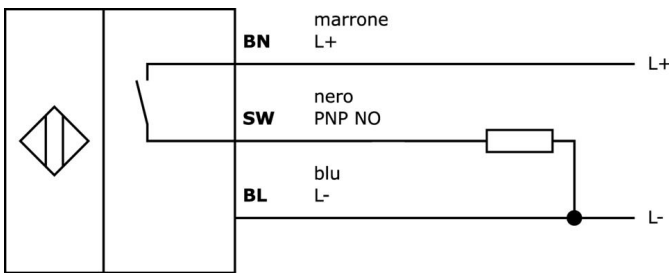 marrone
BN L+
L+
nero
SW PNP NO
blu
BL L-
L-